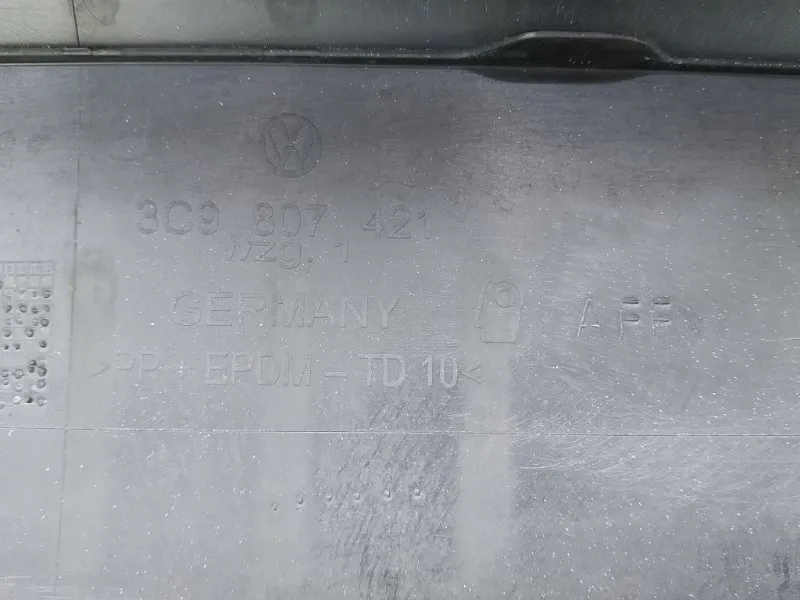 3C9 807 421
Wzg. 1
GERMANY AFF
>PP + EPDM - TD 10<